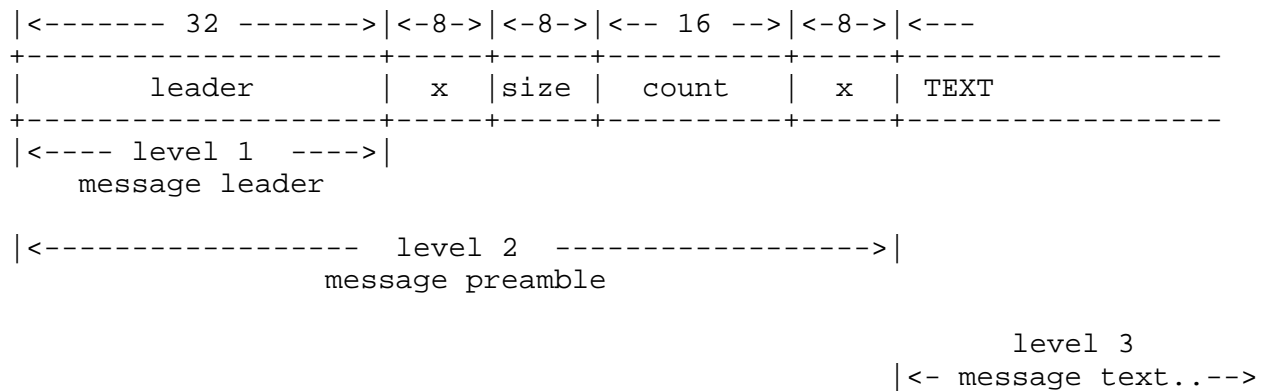 |<------- 32 ------->|<-8->|<-8->|<-- 16 -->|<-8->|<---
+--------------------+-----+-----+----------+-----+------------------
|       leader       |  x  |size |  count   |  x  | TEXT
+--------------------+-----+-----+----------+-----+------------------
|<---- level 1  ---->|
message leader
|<------------------  level 2  ------------------>|
message preamble
level 3
|<- message text..-->